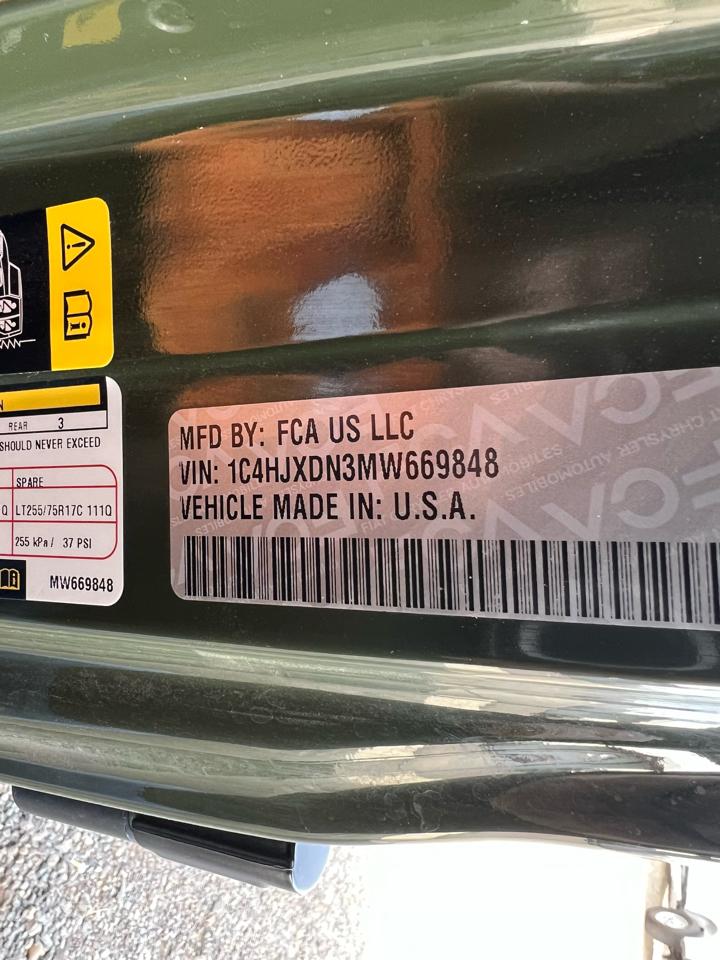 N
REAR 3
SHOULD NEVER EXCEED
SPARE
Q LT255/75R17C 111Q
255 kPa / 37 PSI
MW669848
MFD BY: FCA US LLC
VIN: 1C4HJXDN3MW669848
VEHICLE MADE IN: U.S.A.